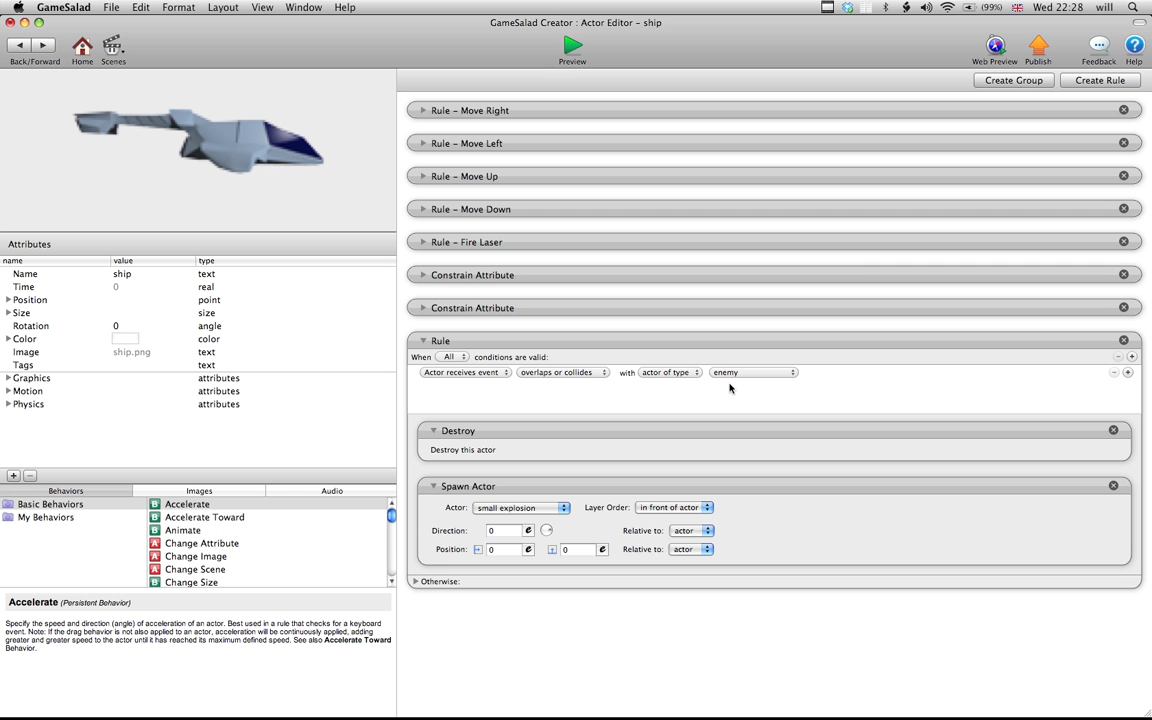 GameSalad File Edit Format Layout View Window Help (99%) Wed 22:28 will
GameSalad Creator : Actor Editor - ship
Back/Forward Home Scenes Preview Web Preview Publish Feedback Help
Create Group Create Rule
Rule - Move Right
Rule - Move Left
Rule - Move Up
Rule - Move Down
Rule - Fire Laser
Constrain Attribute
Constrain Attribute
Rule
When All conditions are valid:
Actor receives event overlaps or collides with actor of type enemy
Destroy
Destroy this actor
Spawn Actor
Actor: small explosion Layer Order: in front of actor
Direction: 0 e Relative to: actor
Position: 0 e 0 e Relative to: actor
Otherwise:
Attributes
name value type
Name ship text
Time 0 real
Position point
Size size
Rotation 0 angle
Color color
Image ship.png text
Tags text
Graphics attributes
Motion attributes
Physics attributes
Behaviors Images Audio
Basic Behaviors
My Behaviors
B Accelerate
B Accelerate Toward
B Animate
A Change Attribute
A Change Image
A Change Scene
B Change Size
Accelerate (Persistent Behavior)
Specify the speed and direction (angle) of acceleration of an actor. Best used in a rule that checks for a keyboard
event. Note: If the drag behavior is not also applied to an actor, acceleration will be continuously applied, adding
greater and greater speed to the actor until it has reached its maximum defined speed. See also Accelerate Toward
Behavior.